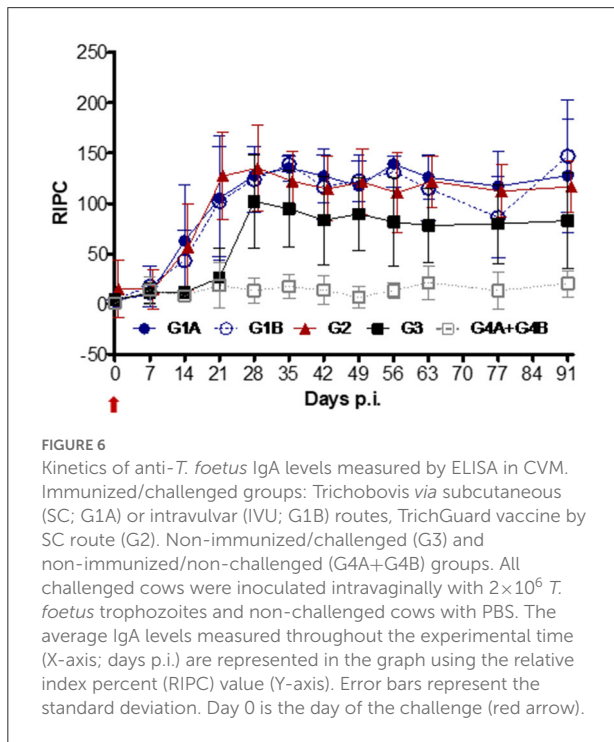 250
200
150
100
50
0
-50
RIPC
G1A G1B G2 G3 G4A+G4B
0 7 14 21 28 35 42 49 56 63 70 77 84 91
Days p.i.
FIGURE 6
Kinetics of anti-T. foetus IgA levels measured by ELISA in CVM.
Immunized/challenged groups: Trichobovis via subcutaneous
(SC; G1A) or intravulvar (IVU; G1B) routes, TrichGuard vaccine by
SC route (G2). Non-immunized/challenged (G3) and
non-immunized/non-challenged (G4A+G4B) groups. All
challenged cows were inoculated intravaginally with 2×10⁶ T.
foetus trophozoites and non-challenged cows with PBS. The
average IgA levels measured throughout the experimental time
(X-axis; days p.i.) are represented in the graph using the relative
index percent (RIPC) value (Y-axis). Error bars represent the
standard deviation. Day 0 is the day of the challenge (red arrow).